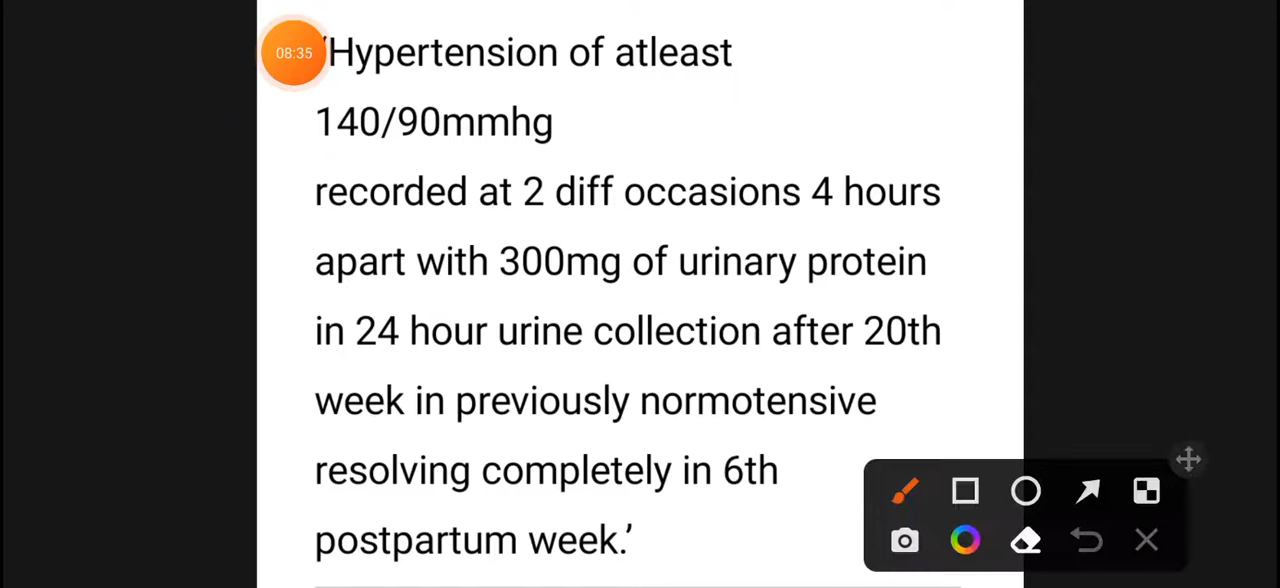 08:35
‘Hypertension of atleast
140/90mmhg
recorded at 2 diff occasions 4 hours
apart with 300mg of urinary protein
in 24 hour urine collection after 20th
week in previously normotensive
resolving completely in 6th
postpartum week.’